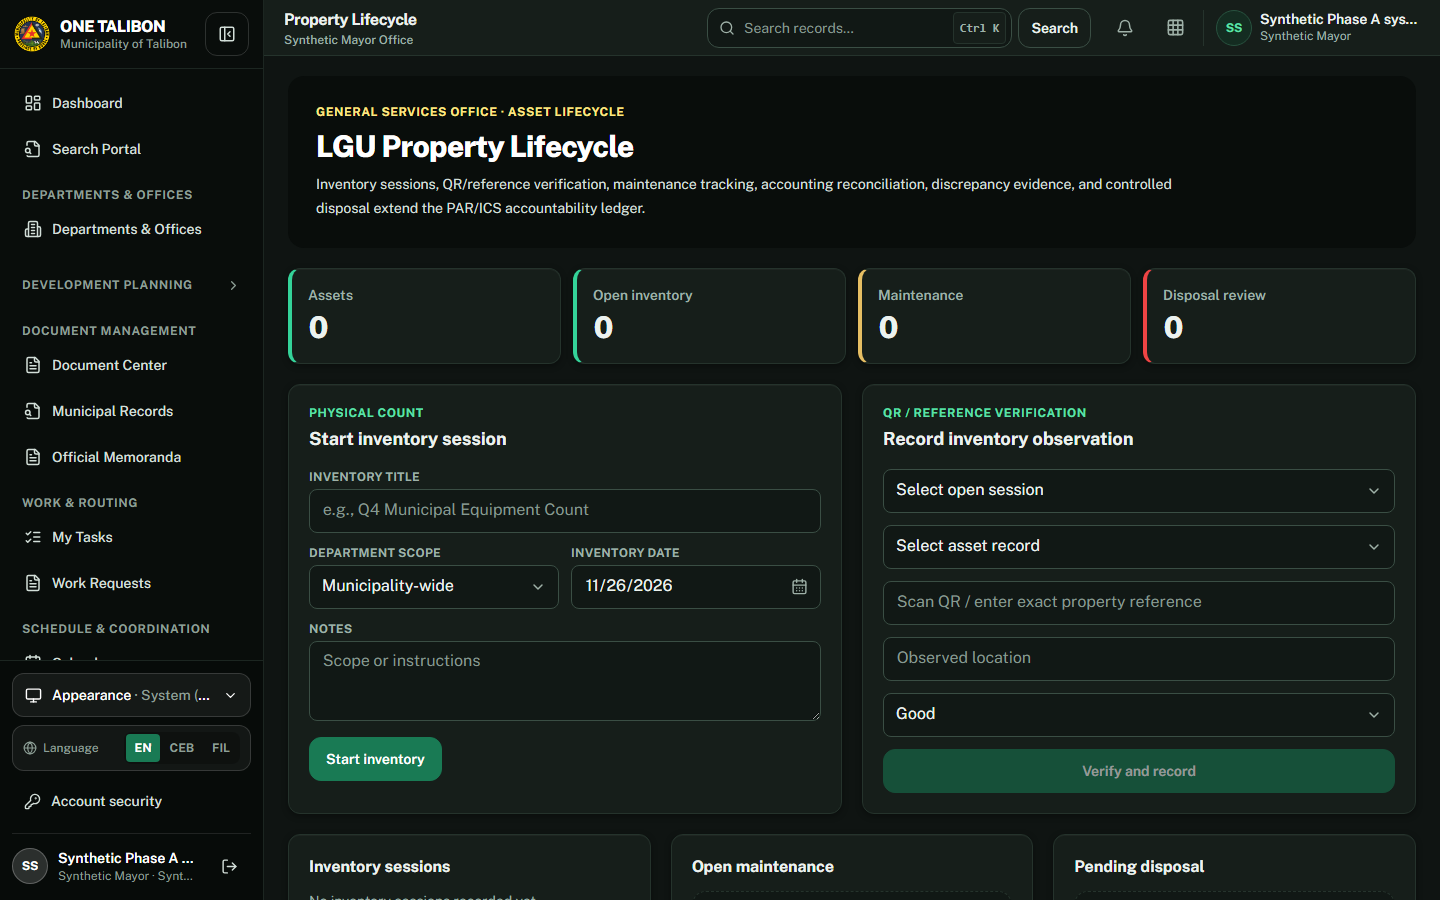 ONE TALIBON
Municipality of Talibon
Property Lifecycle
Synthetic Mayor Office
Search records...
Ctrl K
Search
SS
Synthetic Phase A sys...
Synthetic Mayor
Dashboard
Search Portal
DEPARTMENTS & OFFICES
Departments & Offices
DEVELOPMENT PLANNING
DOCUMENT MANAGEMENT
Document Center
Municipal Records
Official Memoranda
WORK & ROUTING
My Tasks
Work Requests
SCHEDULE & COORDINATION
Appearance · System (...
Language
EN
CEB
FIL
Account security
SS
Synthetic Phase A ...
Synthetic Mayor · Synt...
GENERAL SERVICES OFFICE · ASSET LIFECYCLE
LGU Property Lifecycle
Inventory sessions, QR/reference verification, maintenance tracking, accounting reconciliation, discrepancy evidence, and controlled
disposal extend the PAR/ICS accountability ledger.
Assets
0
Open inventory
0
Maintenance
0
Disposal review
0
PHYSICAL COUNT
Start inventory session
INVENTORY TITLE
e.g., Q4 Municipal Equipment Count
DEPARTMENT SCOPE
INVENTORY DATE
Municipality-wide
11/26/2026
NOTES
Scope or instructions
Start inventory
QR / REFERENCE VERIFICATION
Record inventory observation
Select open session
Select asset record
Scan QR / enter exact property reference
Observed location
Good
Verify and record
Inventory sessions
No inventory sessions recorded yet
Open maintenance
Pending disposal